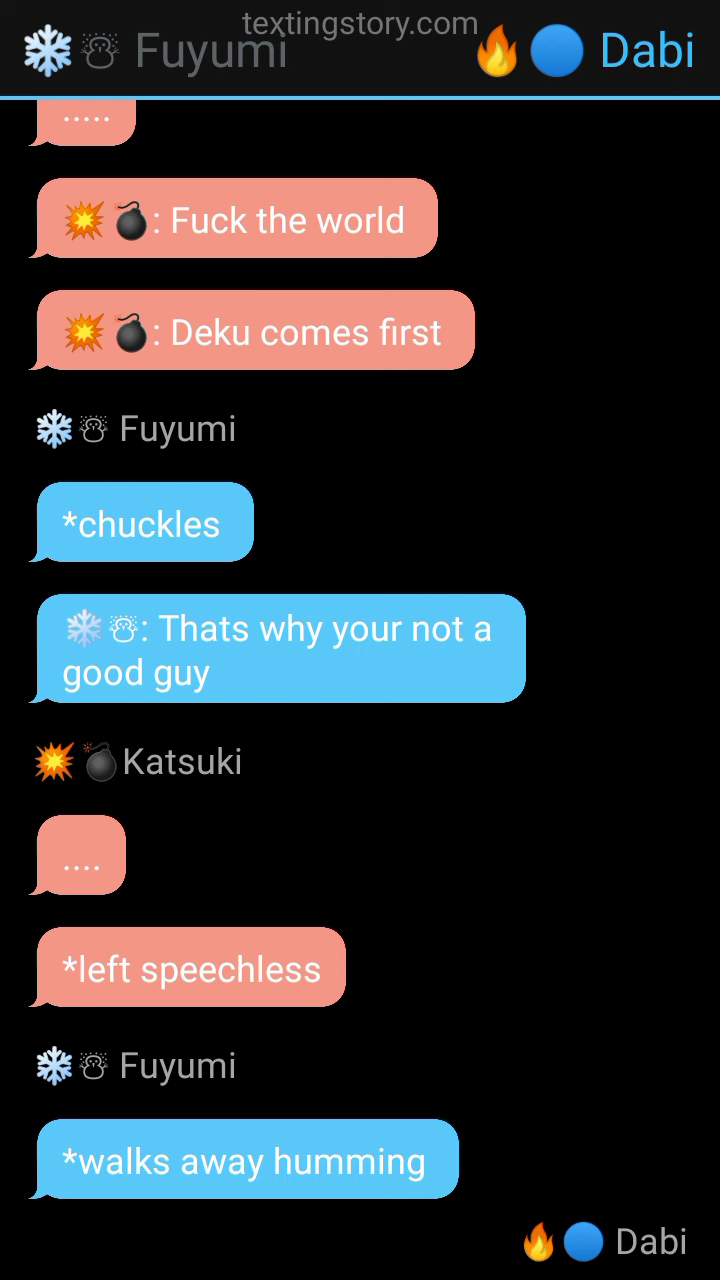 textingstory.com
❄️☃ Fuyumi
🔥🔵 Dabi
.....
💥💣: Fuck the world
💥💣: Deku comes first
❄️☃ Fuyumi
*chuckles
❄️☃: Thats why your not a
good guy
💥💣Katsuki
....
*left speechless
❄️☃ Fuyumi
*walks away humming
🔥🔵 Dabi